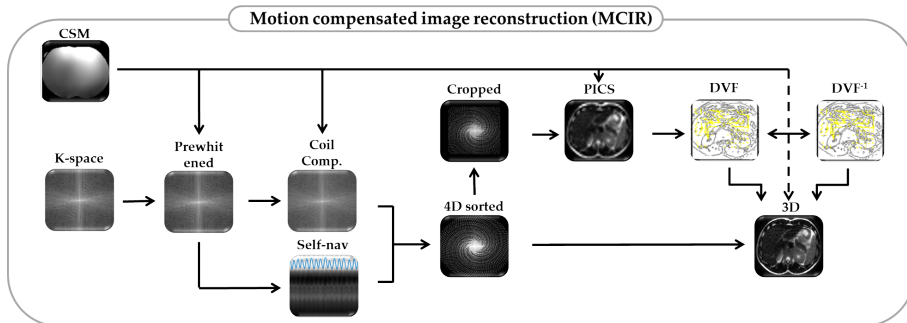 Motion compensated image reconstruction (MCIR)
CSM
Cropped
PICS
DVF
DVF-1
K-space
Prewhit
ened
Coil
Comp.
4D sorted
3D
Self-nav